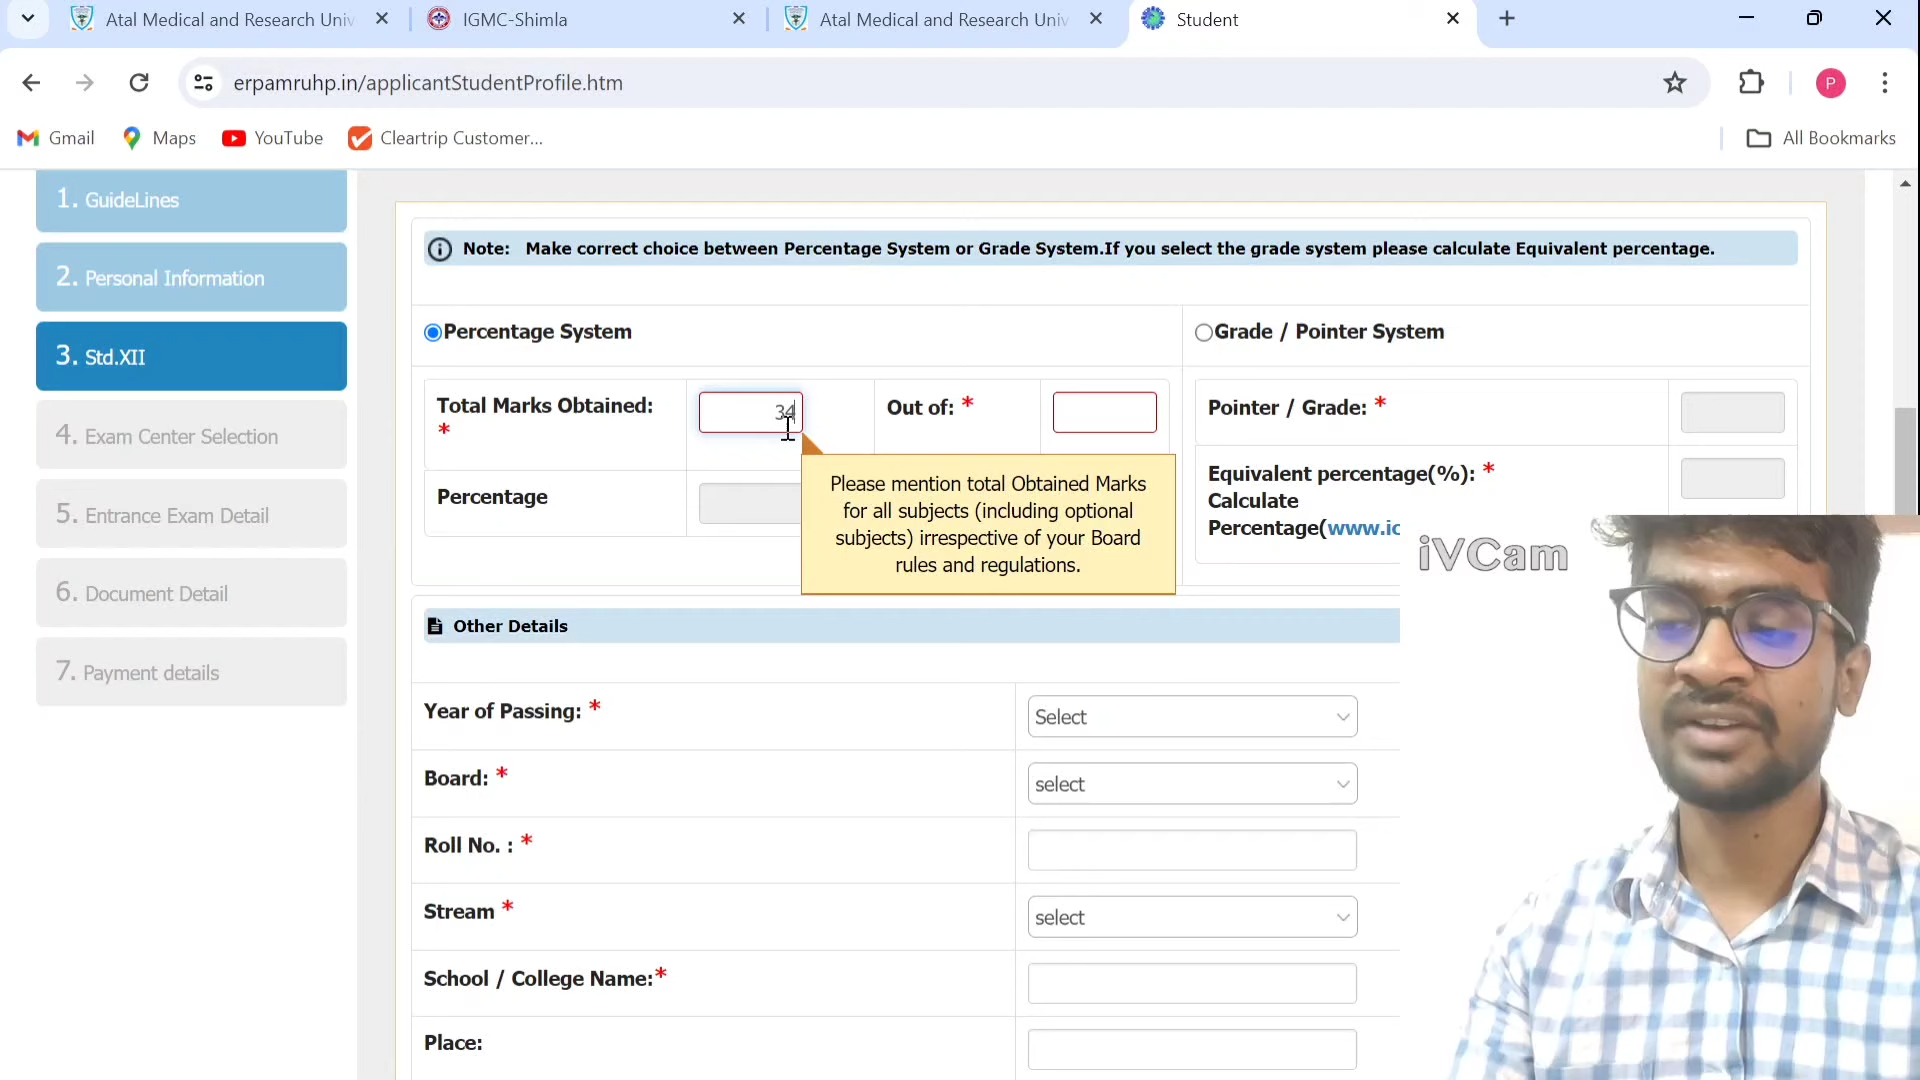 Atal Medical and Research Univ
IGMC-Shimla
Atal Medical and Research Univ
Student
erpamruhp.in/applicantStudentProfile.htm
P
Gmail
Maps
YouTube
Cleartrip Customer...
All Bookmarks
1. GuideLines
2. Personal Information
3. Std.XII
4. Exam Center Selection
5. Entrance Exam Detail
6. Document Detail
7. Payment details
Note: Make correct choice between Percentage System or Grade System.If you select the grade system please calculate Equivalent percentage.
Percentage System
Grade / Pointer System
Total Marks Obtained: *
34
Out of: *
Pointer / Grade: *
Percentage
Equivalent percentage(%): *
Calculate
Percentage(www.ic
Please mention total Obtained Marks
for all subjects (including optional
subjects) irrespective of your Board
rules and regulations.
iVCam
Other Details
Year of Passing: *
Select
Board: *
select
Roll No. : *
Stream *
select
School / College Name:*
Place: